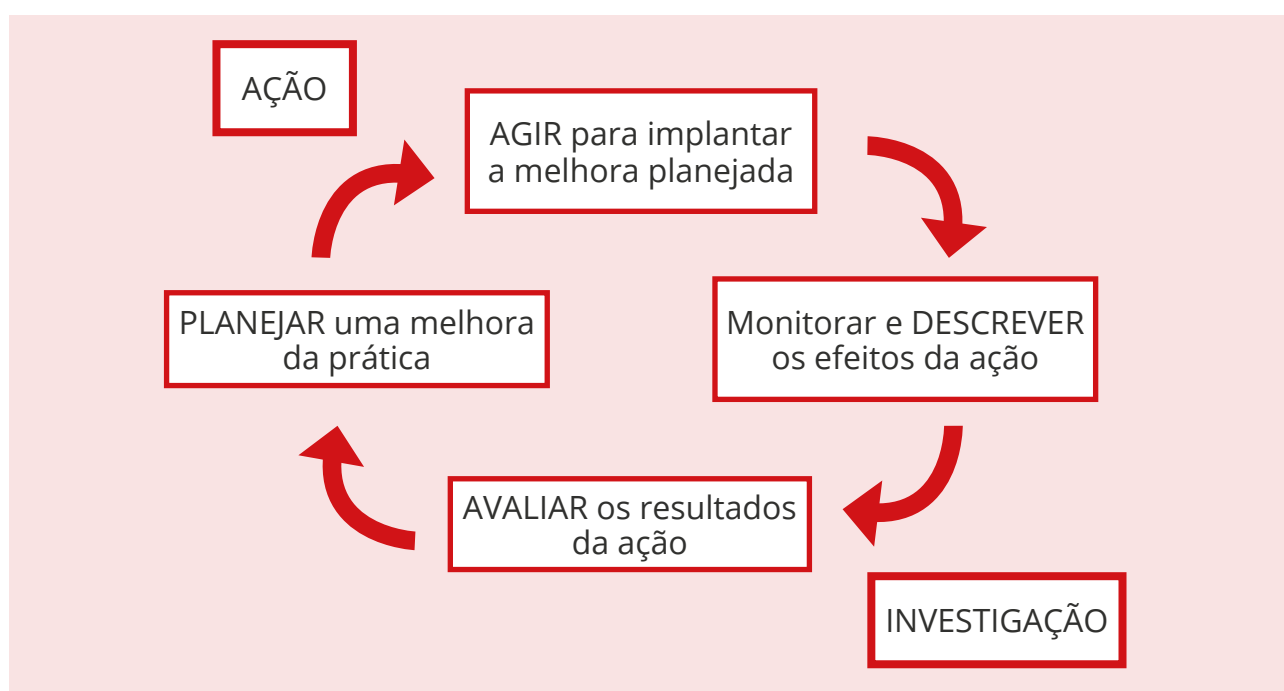 AÇÃO
AGIR para implantar
a melhora planejada
PLANEJAR uma melhora
da prática
Monitorar e DESCREVER
os efeitos da ação
AVALIAR os resultados
da ação
INVESTIGAÇÃO